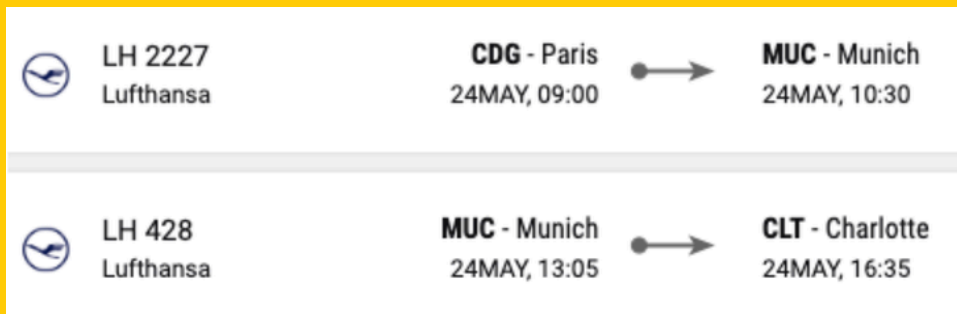 LH 2227 CDG - Paris MUC - Munich
Lufthansa 24MAY, 09:00 24MAY, 10:30
LH 428 MUC - Munich CLT - Charlotte
Lufthansa 24MAY, 13:05 24MAY, 16:35